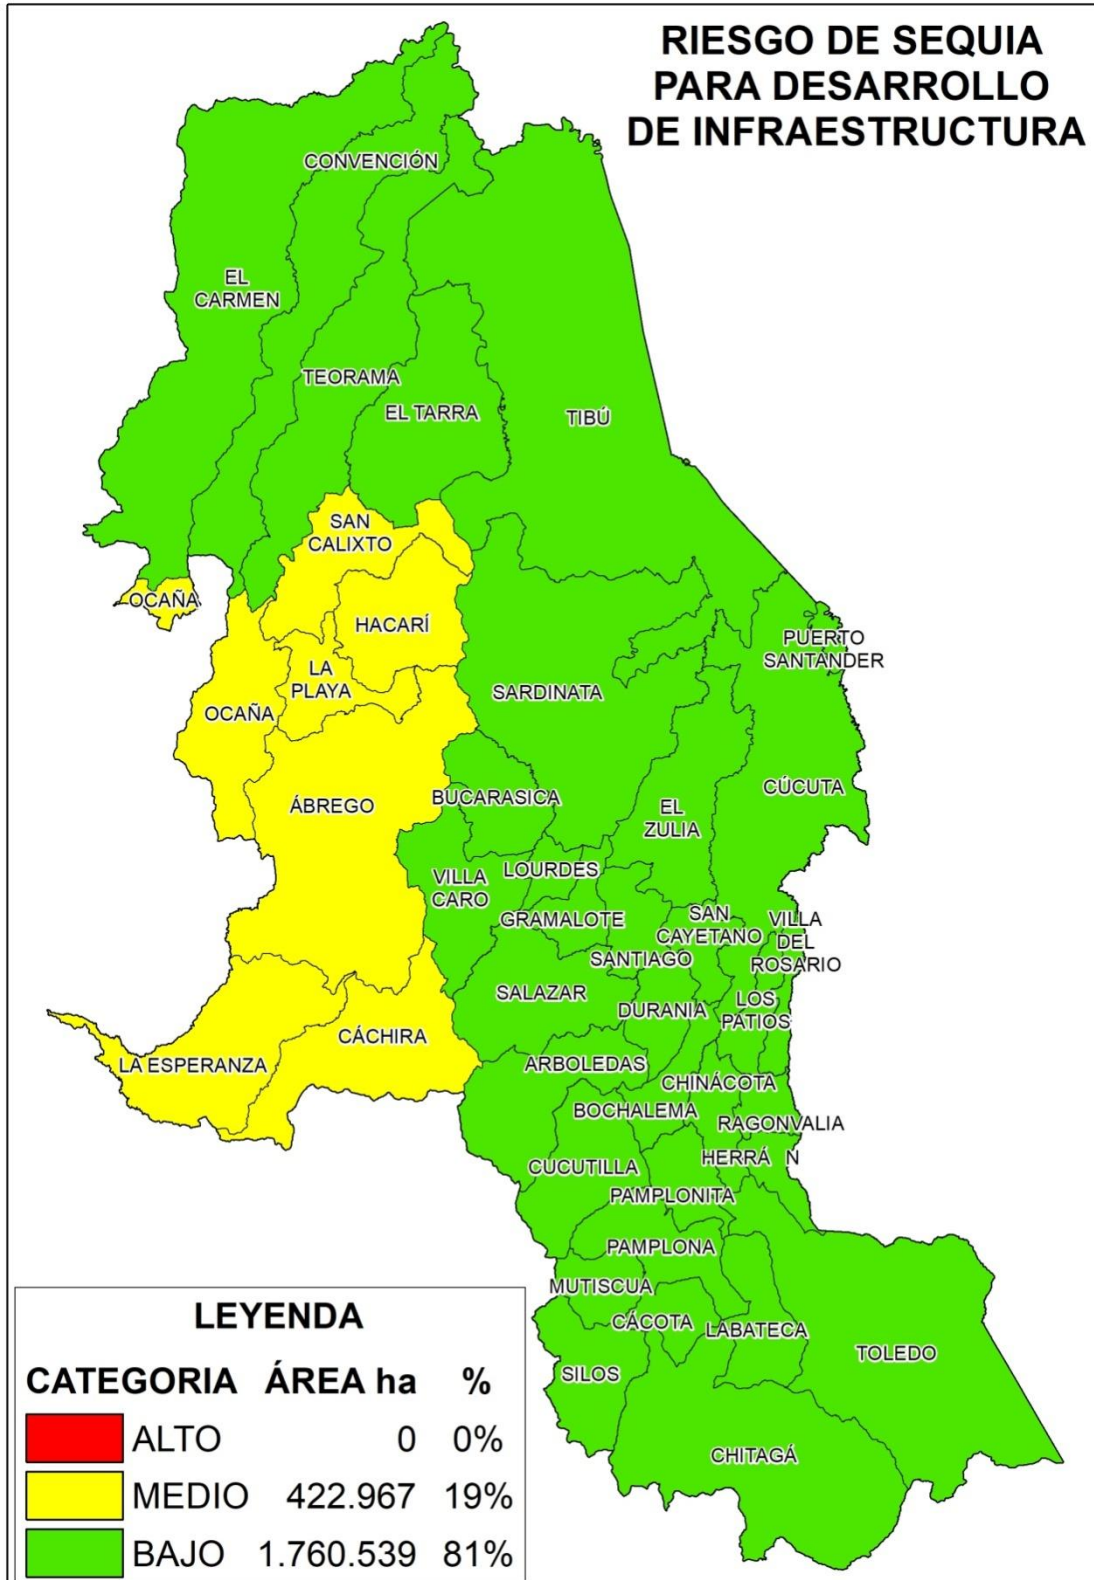 RIESGO DE SEQUIA
PARA DESARROLLO
DE INFRAESTRUCTURA
CONVENCIÓN
EL
CARMEN
TEORAMA
EL TARRA
TIBÚ
SAN
CALIXTO
OCAÑA
HACARÍ
PUERTO
SANTANDER
LA
PLAYA
SARDINATA
OCAÑA
CÚCUTA
ÁBREGO
BUCARASICA
EL
ZULIA
VILLA
CARO
LOURDES
GRAMALOTE
SAN
CAYETANO
VILLA
DEL
ROSARIO
SANTIAGO
SALAZAR
DURANIA
LOS
PATIOS
CÁCHIRA
LA ESPERANZA
ARBOLEDAS
CHINÁCOTA
BOCHALEMA
RAGONVALIA
HERRÁ N
CUCUTILLA
PAMPLONITA
PAMPLONA
MUTISCUA
CÁCOTA
LABATECA
TOLEDO
SILOS
CHITAGÁ
LEYENDA
CATEGORIA ÁREA ha %
ALTO 0 0%
MEDIO 422.967 19%
BAJO 1.760.539 81%